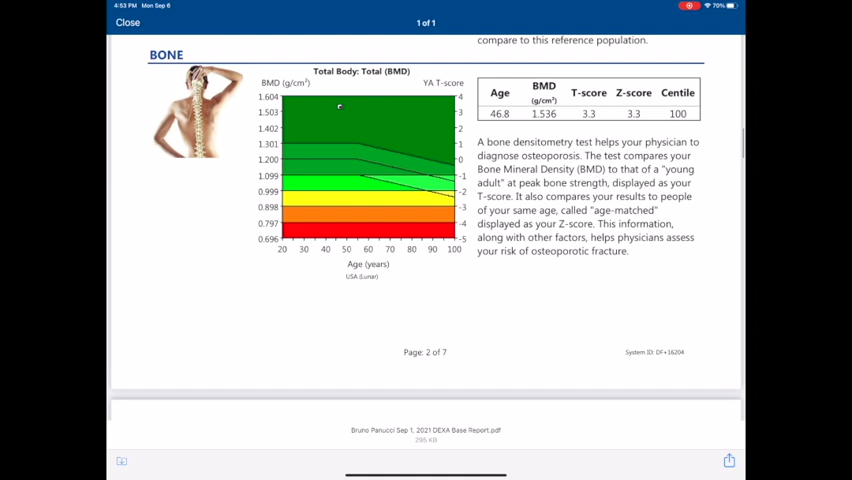 4:53 PM Mon Sep 6
70%
Close
1 of 1
compare to this reference population.
BONE
Total Body: Total (BMD)
BMD (g/cm²) YA T-score
1.604 4
1.503 3
1.402 2
1.301 1
1.200 0
1.099 -1
0.999 -2
0.898 -3
0.797 -4
0.696 -5
20 30 40 50 60 70 80 90 100
Age (years)
USA (Lunar)
Age BMD (g/cm²) T-score Z-score Centile
46.8 1.536 3.3 3.3 100
A bone densitometry test helps your physician to
diagnose osteoporosis. The test compares your
Bone Mineral Density (BMD) to that of a "young
adult" at peak bone strength, displayed as your
T-score. It also compares your results to people
of your same age, called "age-matched"
displayed as your Z-score. This information,
along with other factors, helps physicians assess
your risk of osteoporotic fracture.
Page: 2 of 7
System ID: DF+16204
Bruno Panucci Sep 1, 2021 DEXA Base Report.pdf
295 KB